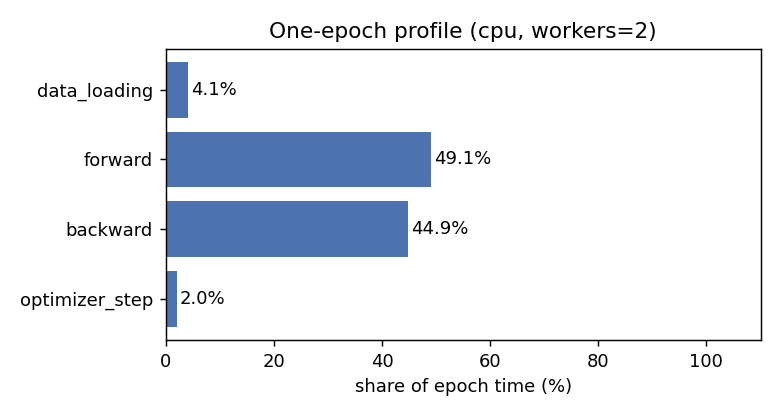 One-epoch profile (cpu, workers=2)
data_loading 4.1%
forward 49.1%
backward 44.9%
optimizer_step 2.0%
0 20 40 60 80 100
share of epoch time (%)